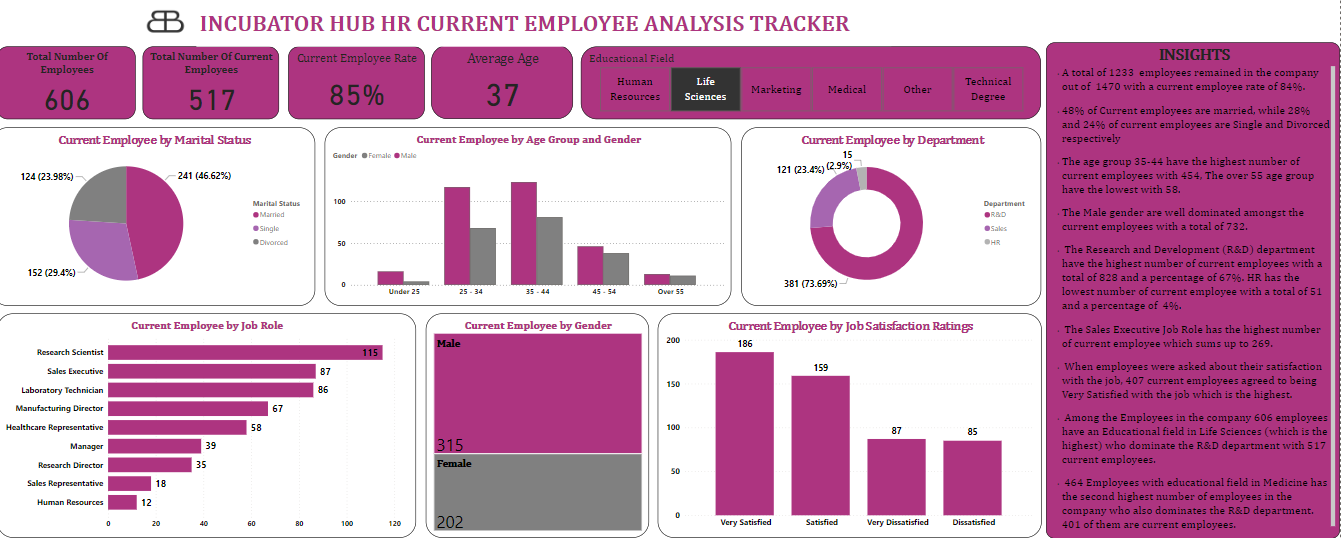 INCUBATOR HUB HR CURRENT EMPLOYEE ANALYSIS TRACKER
Total Number Of
Employees
606
Total Number Of Current
Employees
517
Current Employee Rate
85%
Average Age
37
Educational Field
Human
Resources
Life
Sciences
Marketing
Medical
Other
Technical
Degree
Current Employee by Marital Status
124 (23.98%)
241 (46.62%)
152 (29.4%)
Marital Status
Married
Single
Divorced
Current Employee by Age Group and Gender
Gender
Female
Male
100
50
0
Under 25
25 - 34
35 - 44
45 - 54
Over 55
Current Employee by Department
15
(2.9%)
121 (23.4%)
381 (73.69%)
Department
R&D
Sales
HR
Current Employee by Job Role
Research Scientist
115
Sales Executive
87
Laboratory Technician
86
Manufacturing Director
67
Healthcare Representative
58
Manager
39
Research Director
35
Sales Representative
18
Human Resources
12
0
20
40
60
80
100
120
Current Employee by Gender
Male
315
Female
202
Current Employee by Job Satisfaction Ratings
200
150
100
50
0
186
159
87
85
Very Satisfied
Satisfied
Very Dissatisfied
Dissatisfied
INSIGHTS
A total of 1233 employees remained in the company
out of 1470 with a current employee rate of 84%.
48% of Current employees are married, while 28%
and 24% of current employees are Single and Divorced
respectively
The age group 35-44 have the highest number of
current employees with 454, The over 55 age group
have the lowest with 58.
The Male gender are well dominated amongst the
current employees with a total of 732.
The Research and Development (R&D) department
have the highest number of current employees with a
total of 828 and a percentage of 67%. HR has the
lowest number of current employee with a total of 51
and a percentage of 4%.
The Sales Executive Job Role has the highest number
of current employee which sums up to 269.
When employees were asked about their satisfaction
with the job, 407 current employees agreed to being
Very Satisfied with the job which is the highest.
Among the Employees in the company 606 employees
have an Educational field in Life Sciences (which is the
highest) who dominate the R&D department with 517
current employees.
464 Employees with educational field in Medicine has
the second highest number of employees in the
company who also dominates the R&D department.
401 of them are current employees.